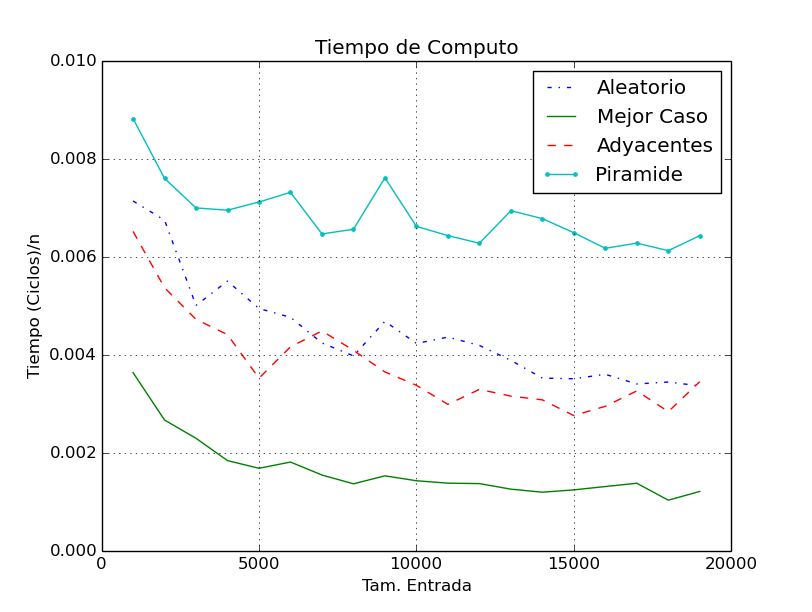 Tiempo de Computo
0.010
0.008
0.006
0.004
0.002
0.000
Tiempo (Ciclos)/n
Aleatorio
Mejor Caso
Adyacentes
Piramide
0 5000 10000 15000 20000
Tam. Entrada